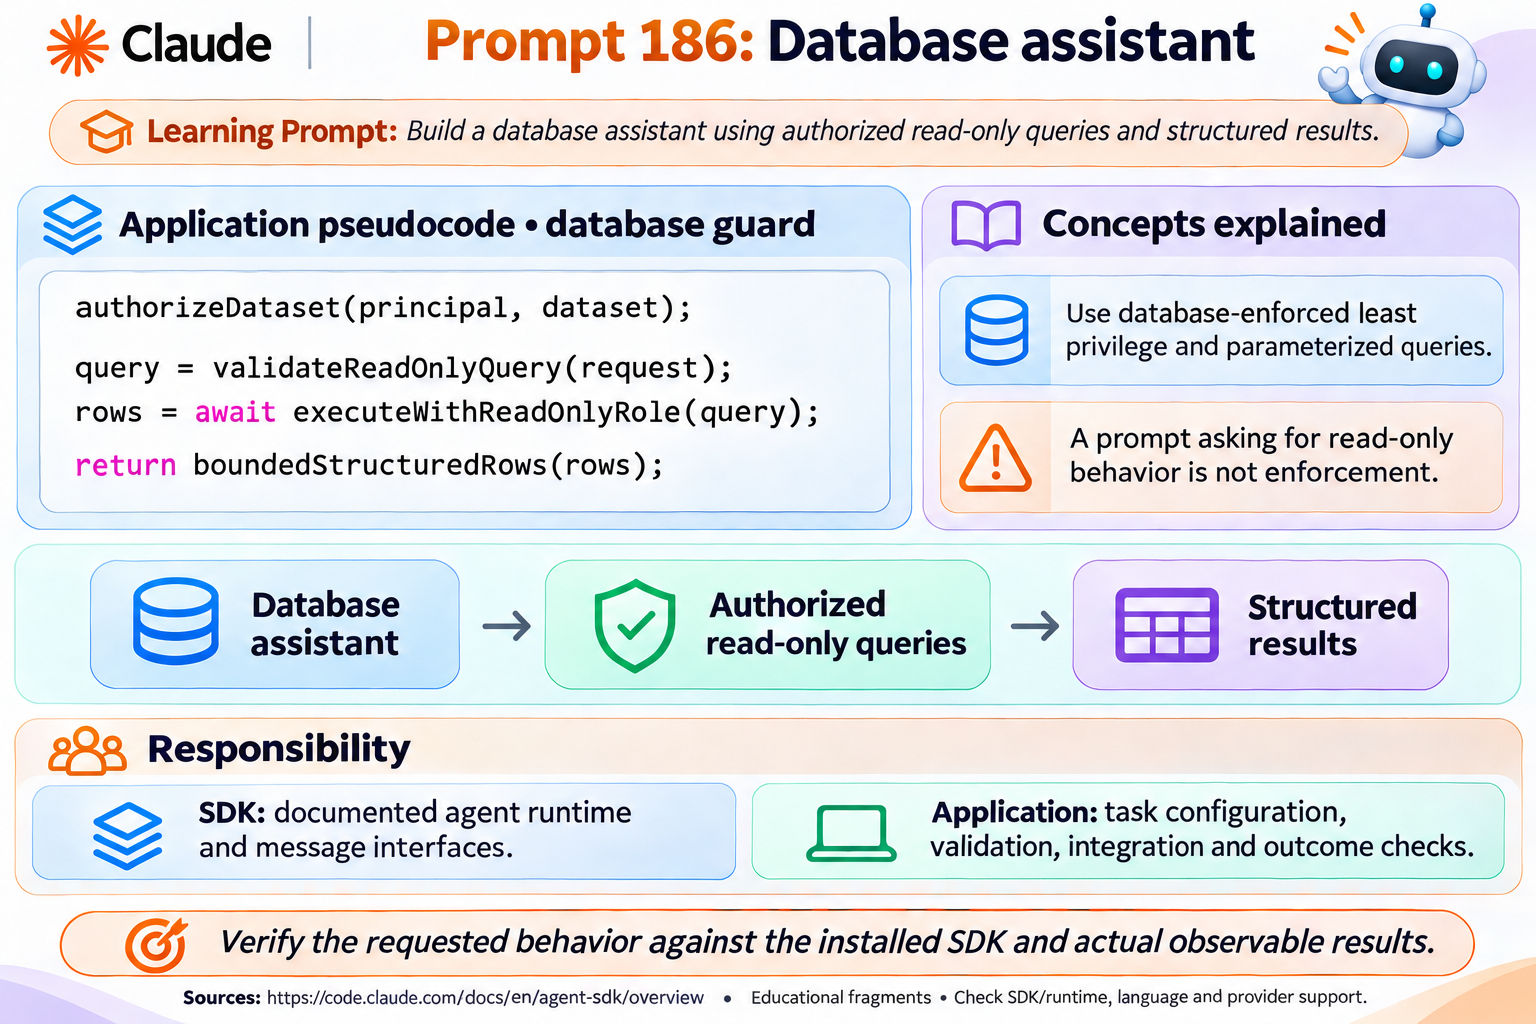 Claude
Prompt 186: Database assistant
Learning Prompt: Build a database assistant using authorized read-only queries and structured results.
Application pseudocode • database guard
authorizeDataset(principal, dataset);
query = validateReadOnlyQuery(request);
rows = await executeWithReadOnlyRole(query);
return boundedStructuredRows(rows);
Concepts explained
Use database-enforced least
privilege and parameterized queries.
A prompt asking for read-only
behavior is not enforcement.
Database
assistant
Authorized
read-only queries
Structured
results
Responsibility
SDK: documented agent runtime
and message interfaces.
Application: task configuration,
validation, integration and outcome checks.
Verify the requested behavior against the installed SDK and actual observable results.
Sources: https://code.claude.com/docs/en/agent-sdk/overview • Educational fragments • Check SDK/runtime, language and provider support.